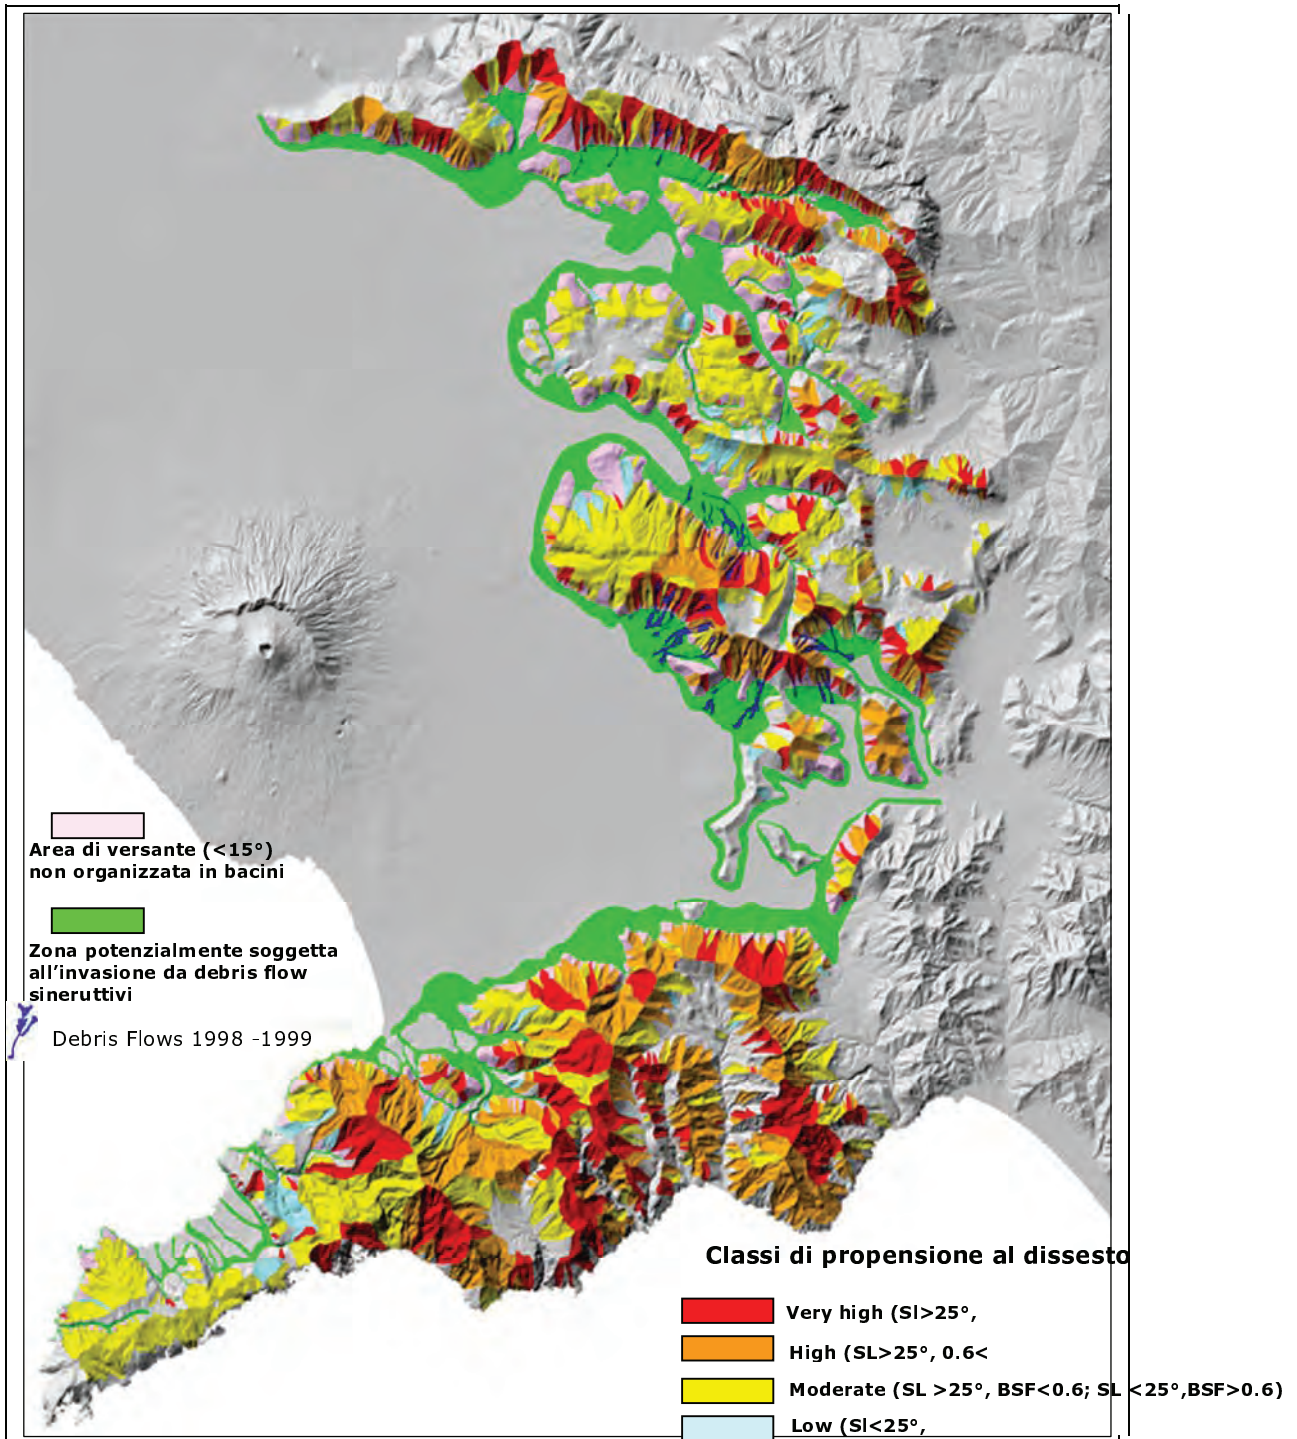 Area di versante (<15°)
non organizzata in bacini
Zona potenzialmente soggetta
all’invasione da debris flow
sineruttivi
Debris Flows 1998 -1999
Classi di propensione al dissesto
Very high (Sl>25°,
High (SL>25°, 0.6<
Moderate (SL >25°, BSF<0.6; SL <25°,BSF>0.6)
Low (Sl<25°,